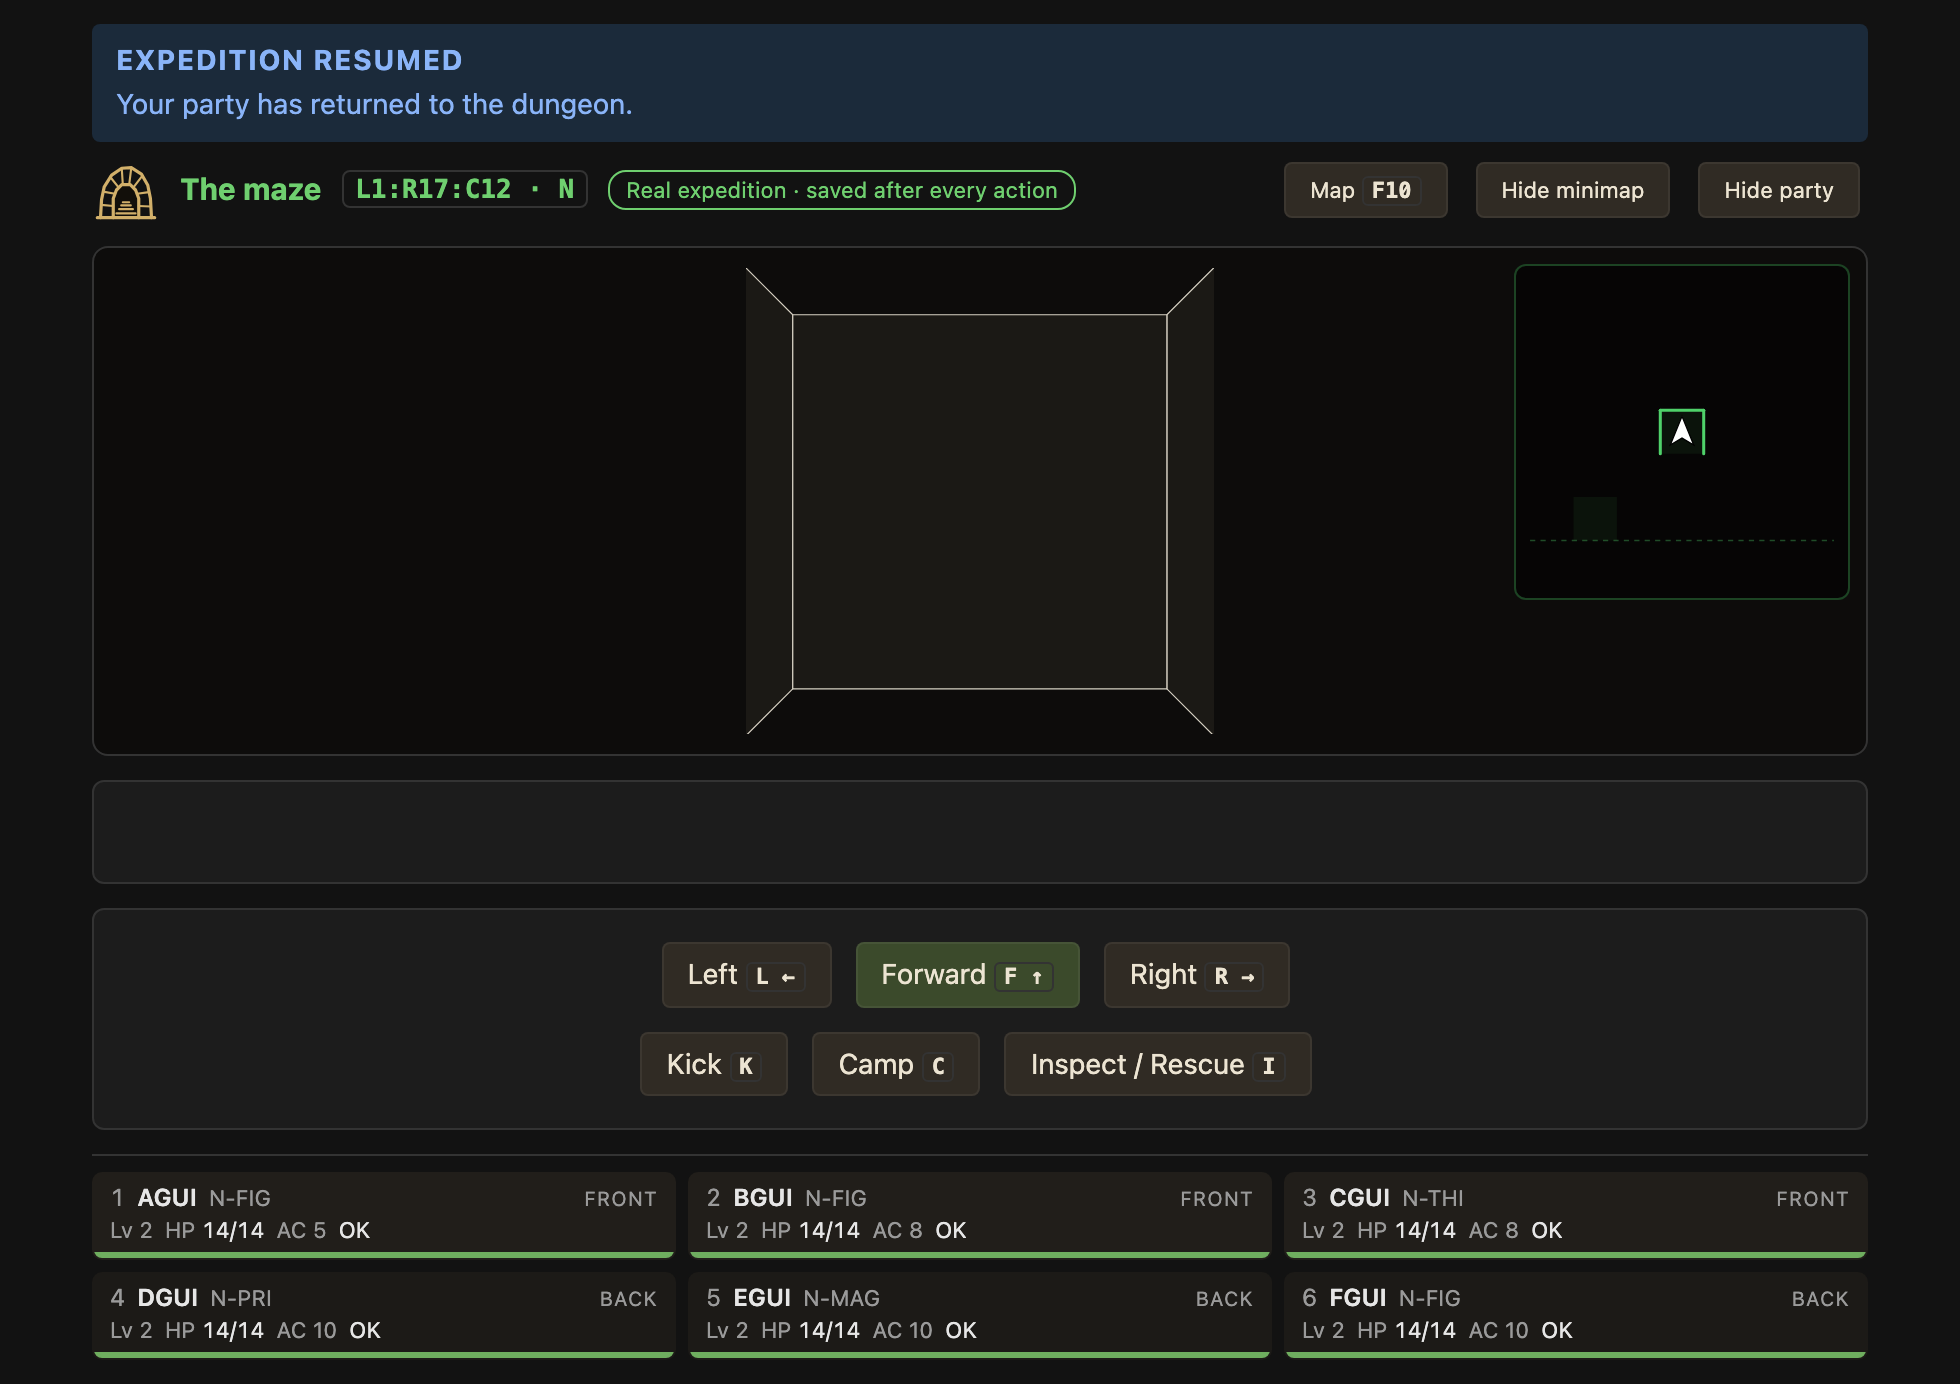 EXPEDITION RESUMED
Your party has returned to the dungeon.
The maze L1:R17:C12 · N Real expedition · saved after every action Map F10 Hide minimap Hide party
Left L ← Forward F ↑ Right R →
Kick K Camp C Inspect / Rescue I
1 AGUI N-FIG FRONT
Lv 2 HP 14/14 AC 5 OK
2 BGUI N-FIG FRONT
Lv 2 HP 14/14 AC 8 OK
3 CGUI N-THI FRONT
Lv 2 HP 14/14 AC 8 OK
4 DGUI N-PRI BACK
Lv 2 HP 14/14 AC 10 OK
5 EGUI N-MAG BACK
Lv 2 HP 14/14 AC 10 OK
6 FGUI N-FIG BACK
Lv 2 HP 14/14 AC 10 OK